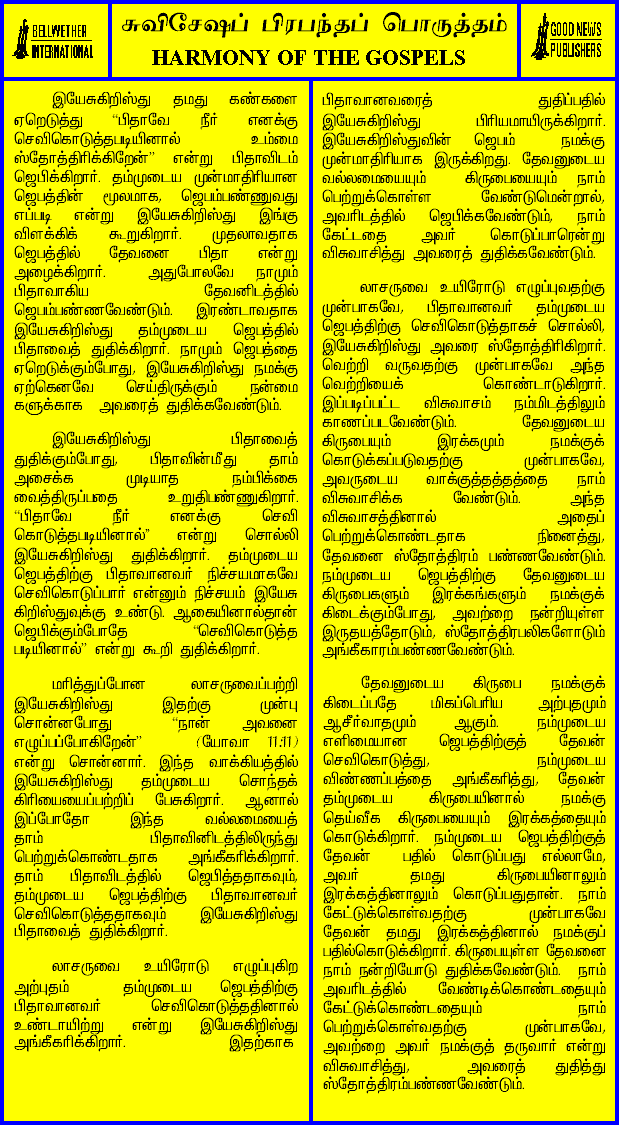 BELLWETHER
INTERNATIONAL
சுவிசேஷப் பிரபந்தப் பொருத்தம்
HARMONY OF THE GOSPELS
GOOD NEWS
PUBLISHERS
இயேசுகிறிஸ்து தமது கண்களை
ஏறெடுத்து “பிதாவே நீர் எனக்கு
செவிகொடுத்தபடியினால் உம்மை
ஸ்தோத்திரிக்கிறேன்” என்று பிதாவிடம்
ஜெபிக்கிறார். தம்முடைய முன்மாதிரியான
ஜெபத்தின் மூலமாக, ஜெபம்பண்ணுவது
எப்படி என்று இயேசுகிறிஸ்து இங்கு
விளக்கிக் கூறுகிறார். முதலாவதாக
ஜெபத்தில் தேவனை பிதா என்று
அழைக்கிறார். அதுபோலவே நாமும்
பிதாவாகிய தேவனிடத்தில்
ஜெபம்பண்ணவேண்டும். இரண்டாவதாக
இயேசுகிறிஸ்து தம்முடைய ஜெபத்தில்
பிதாவைத் துதிக்கிறார். நாமும் ஜெபத்தை
ஏறெடுக்கும்போது, இயேசுகிறிஸ்து நமக்கு
ஏற்கெனவே செய்திருக்கும் நன்மை
களுக்காக அவரைத் துதிக்கவேண்டும்.
இயேசுகிறிஸ்து பிதாவைத்
துதிக்கும்போது, பிதாவின்மீது தாம்
அசைக்க முடியாத நம்பிக்கை
வைத்திருப்பதை உறுதிபண்ணுகிறார்.
“பிதாவே நீர் எனக்கு செவி
கொடுத்தபடியினால்” என்று சொல்லி
இயேசுகிறிஸ்து துதிக்கிறார். தம்முடைய
ஜெபத்திற்கு பிதாவானவர் நிச்சயமாகவே
செவிகொடுப்பார் என்னும் நிச்சயம் இயேசு
கிறிஸ்துவுக்கு உண்டு. ஆகையினால்தான்
ஜெபிக்கும்போதே “செவிகொடுத்த
படியினால்” என்று கூறி துதிக்கிறார்.
மரித்துப்போன லாசருவைப்பற்றி
இயேசுகிறிஸ்து இதற்கு முன்பு
சொன்னபோது “நான் அவனை
எழுப்பப்போகிறேன்” (யோவா 11:11)
என்று சொன்னார். இந்த வாக்கியத்தில்
இயேசுகிறிஸ்து தம்முடைய சொந்தக்
கிரியையைப்பற்றிப் பேசுகிறார். ஆனால்
இப்போதோ இந்த வல்லமையைத்
தாம் பிதாவினிடத்திலிருந்து
பெற்றுக்கொண்டதாக அங்கீகரிக்கிறார்.
தாம் பிதாவிடத்தில் ஜெபித்ததாகவும்,
தம்முடைய ஜெபத்திற்கு பிதாவானவர்
செவிகொடுத்ததாகவும் இயேசுகிறிஸ்து
பிதாவைத் துதிக்கிறார்.
லாசருவை உயிரோடு எழுப்புகிற
அற்புதம் தம்முடைய ஜெபத்திற்கு
பிதாவானவர் செவிகொடுத்ததினால்
உண்டாயிற்று என்று இயேசுகிறிஸ்து
அங்கீகரிக்கிறார். இதற்காக
பிதாவானவரைத் துதிப்பதில்
இயேசுகிறிஸ்து பிரியமாயிருக்கிறார்.
இயேசுகிறிஸ்துவின் ஜெபம் நமக்கு
முன்மாதிரியாக இருக்கிறது. தேவனுடைய
வல்லமையையும் கிருபையையும் நாம்
பெற்றுக்கொள்ள வேண்டுமென்றால்,
அவரிடத்தில் ஜெபிக்கவேண்டும், நாம்
கேட்டதை அவர் கொடுப்பாரென்று
விசுவாசித்து அவரைத் துதிக்கவேண்டும்.
லாசருவை உயிரோடு எழுப்புவதற்கு
முன்பாகவே, பிதாவானவர் தம்முடைய
ஜெபத்திற்கு செவிகொடுத்தாகச் சொல்லி,
இயேசுகிறிஸ்து அவரை ஸ்தோத்திரிகிறார்.
வெற்றி வருவதற்கு முன்பாகவே அந்த
வெற்றியைக் கொண்டாடுகிறார்.
இப்படிப்பட்ட விசுவாசம் நம்மிடத்திலும்
காணப்படவேண்டும். தேவனுடைய
கிருபையும் இரக்கமும் நமக்குக்
கொடுக்கப்படுவதற்கு முன்பாகவே,
அவருடைய வாக்குத்தத்தத்தை நாம்
விசுவாசிக்க வேண்டும். அந்த
விசுவாசத்தினால் அதைப்
பெற்றுக்கொண்டதாக நினைத்து,
தேவனை ஸ்தோத்திரம் பண்ணவேண்டும்.
நம்முடைய ஜெபத்திற்கு தேவனுடைய
கிருபைகளும் இரக்கங்களும் நமக்குக்
கிடைக்கும்போது, அவற்றை நன்றியுள்ள
இருதயத்தோடும், ஸ்தோத்திரபலிகளோடும்
அங்கீகாரம்பண்ணவேண்டும்.
தேவனுடைய கிருபை நமக்குக்
கிடைப்பதே மிகப்பெரிய அற்புதமும்
ஆசீர்வாதமும் ஆகும். நம்முடைய
எளிமையான ஜெபத்திற்குத் தேவன்
செவிகொடுத்து, நம்முடைய
விண்ணப்பத்தை அங்கீகரித்து, தேவன்
தம்முடைய கிருபையினால் நமக்கு
தெய்வீக கிருபையையும் இரக்கத்தையும்
கொடுக்கிறார். நம்முடைய ஜெபத்திற்குத்
தேவன் பதில் கொடுப்பது எல்லாமே,
அவர் தமது கிருபையினாலும்
இரக்கத்தினாலும் கொடுப்பதுதான். நாம்
கேட்டுக்கொள்வதற்கு முன்பாகவே
தேவன் தமது இரக்கத்தினால் நமக்குப்
பதில்கொடுக்கிறார். கிருபையுள்ள தேவனை
நாம் நன்றியோடு துதிக்கவேண்டும். நாம்
அவரிடத்தில் வேண்டிக்கொண்டதையும்
கேட்டுக்கொண்டதையும் நாம்
பெற்றுக்கொள்வதற்கு முன்பாகவே,
அவற்றை அவர் நமக்குத் தருவார் என்று
விசுவாசித்து, அவரைத் துதித்து
ஸ்தோத்திரம்பண்ணவேண்டும்.